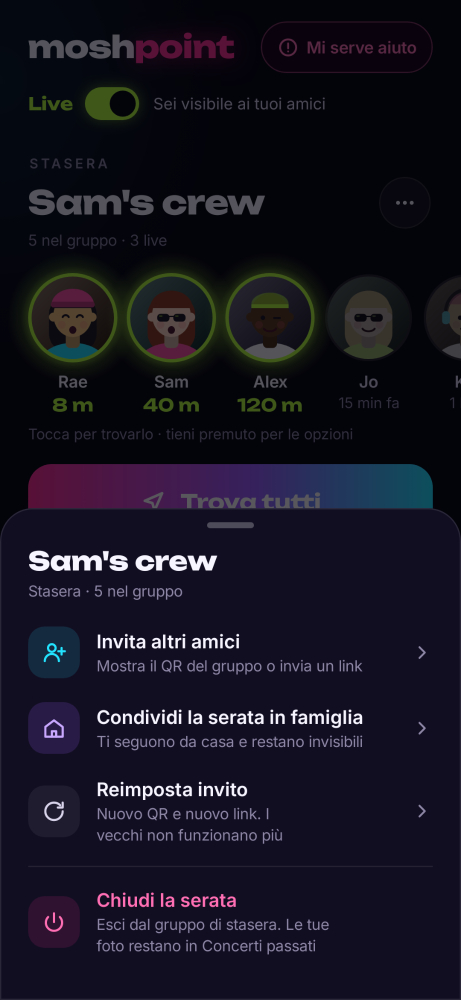 moshpoint
Mi serve aiuto
Live
Sei visibile ai tuoi amici
STASERA
Sam's crew
5 nel gruppo · 3 live
Rae
Sam
Alex
Jo
8 m
40 m
120 m
15 min fa
1
Tocca per trovarlo · tieni premuto per le opzioni
Trova tutti
Sam's crew
Stasera · 5 nel gruppo
Invita altri amici
Mostra il QR del gruppo o invia un link
Condividi la serata in famiglia
Ti seguono da casa e restano invisibili
Reimposta invito
Nuovo QR e nuovo link. I
vecchi non funzionano più
Chiudi la serata
Esci dal gruppo di stasera. Le tue
foto restano in Concerti passati